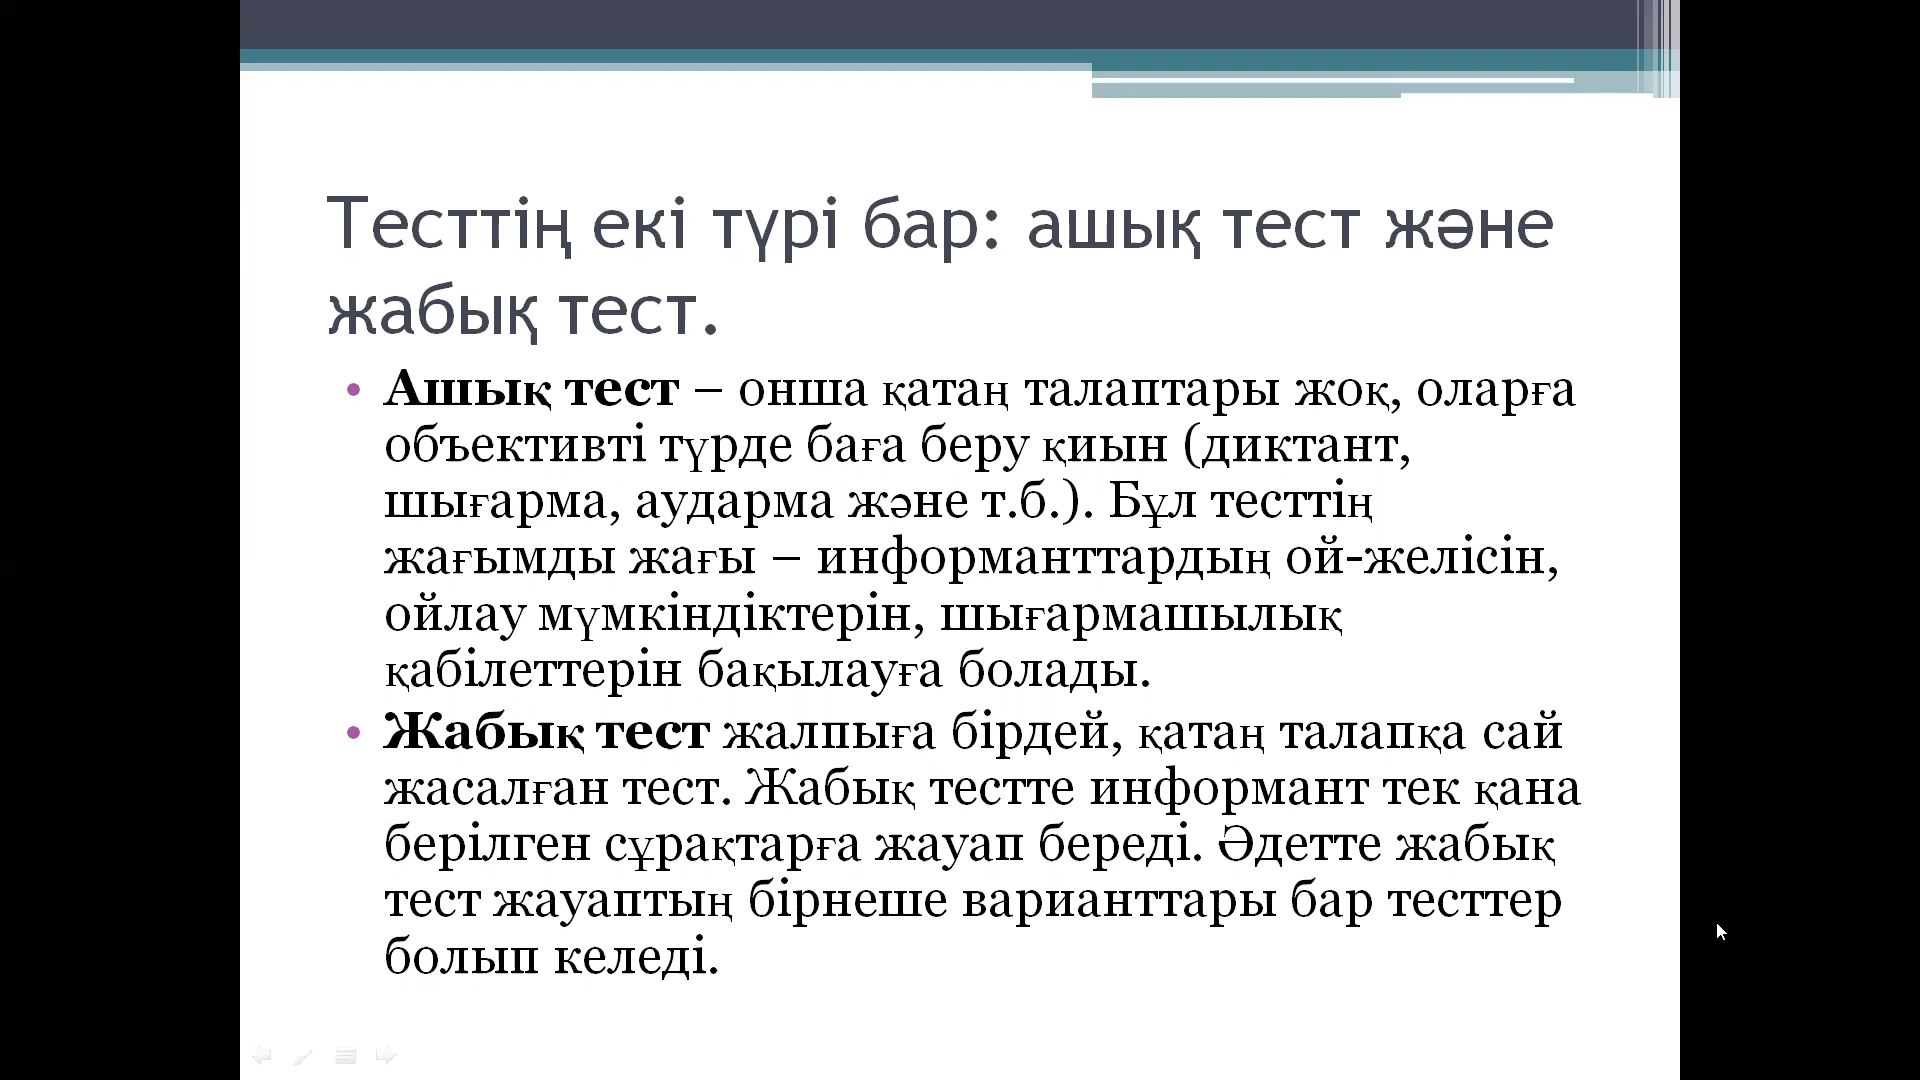 Тесттің екі түрі бар: ашық тест және
жабық тест.
• Ашық тест – онша қатаң талаптары жоқ, оларға
объективті түрде баға беру қиын (диктант,
шығарма, аударма және т.б.). Бұл тесттің
жағымды жағы – информанттардың ой-желісін,
ойлау мүмкіндіктерін, шығармашылық
қабілеттерін бақылауға болады.
• Жабық тест жалпыға бірдей, қатаң талапқа сай
жасалған тест. Жабық тестте информант тек қана
берілген сұрақтарға жауап береді. Әдетте жабық
тест жауаптың бірнеше варианттары бар тесттер
болып келеді.